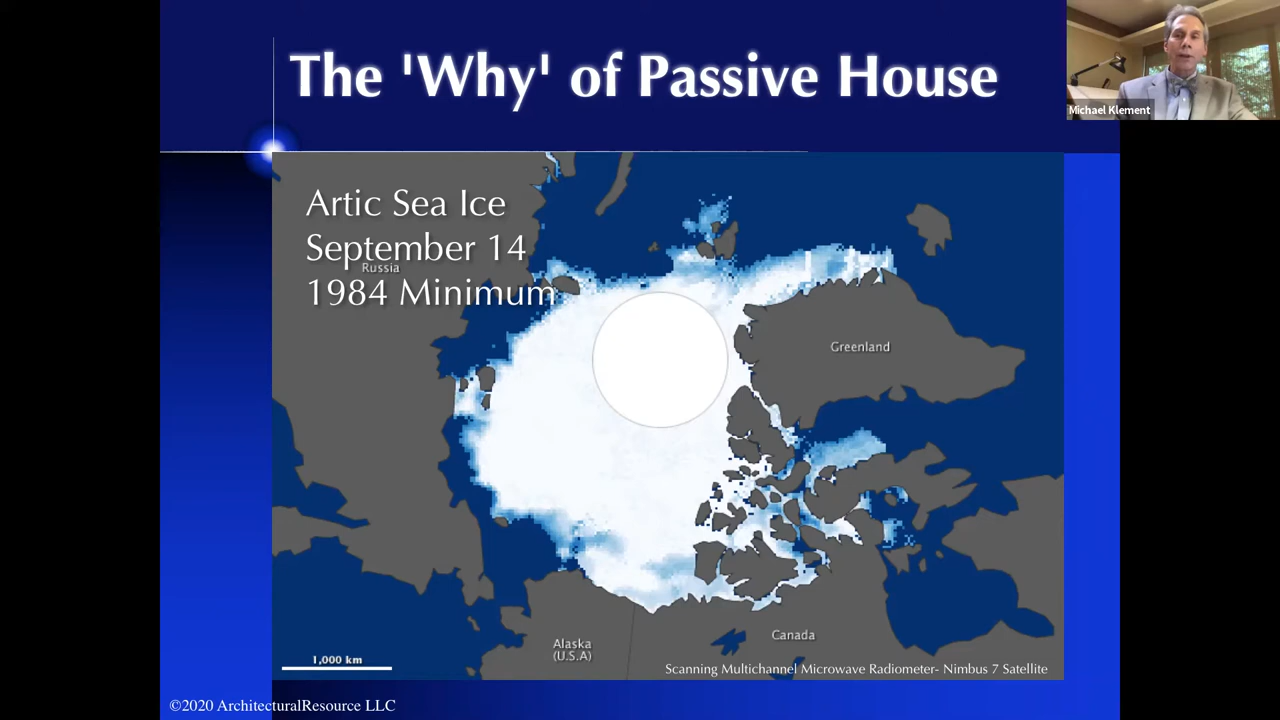 The 'Why' of Passive House
Michael Klement
Artic Sea Ice
September 14
Russia
1984 Minimum
Greenland
Alaska
(U.S.A)
Canada
1,000 km
Scanning Multichannel Microwave Radiometer- Nimbus 7 Satellite
©2020 ArchitecturalResource LLC